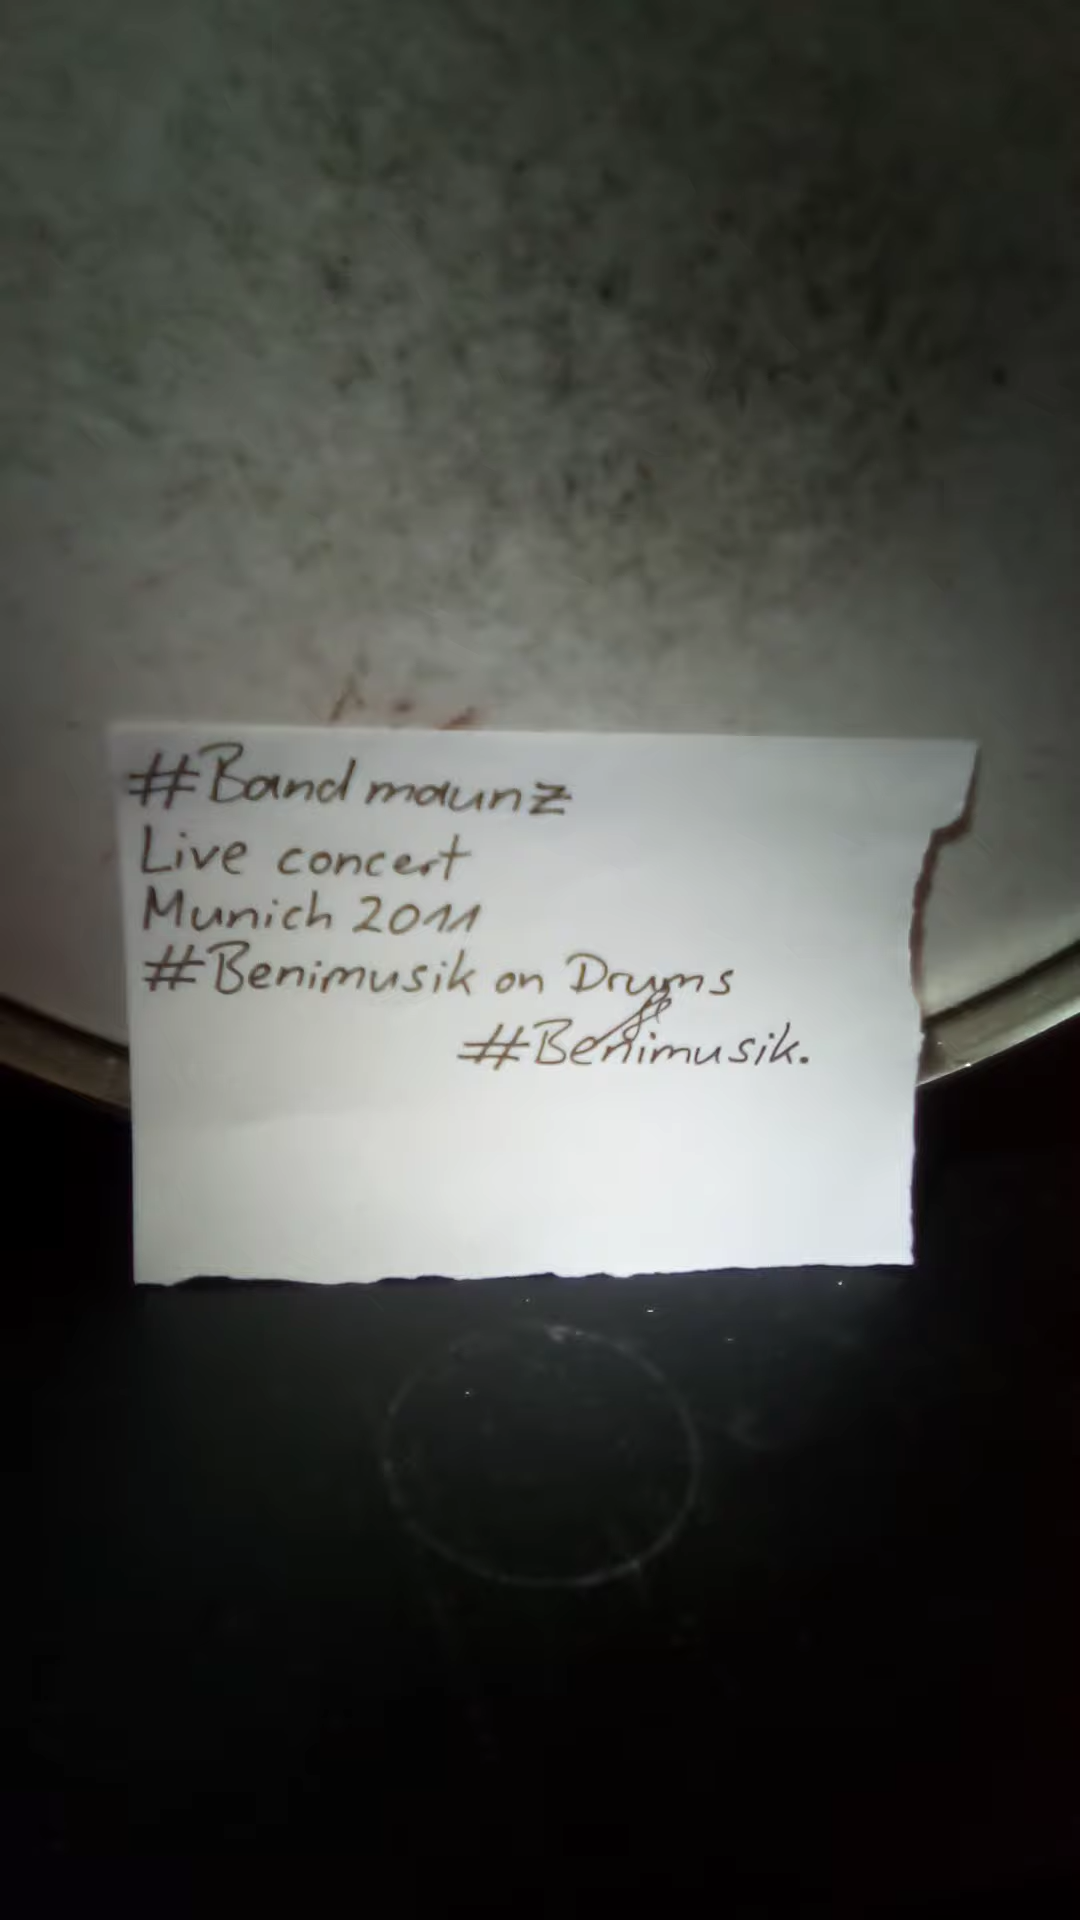 #Bandmaunz
Live concert
Munich 2011
#Benimusik on Drums
#Benimusik.